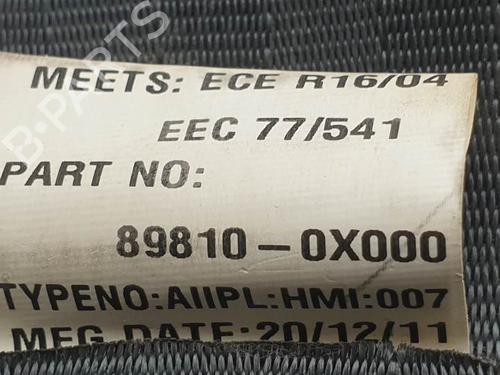 MEETS: ECE R16/04
EEC 77/541
PART NO:
89810-0X000
TYPENO:AIIPL:HMI:007
MFG DATE:20/12/11
B-PARTS